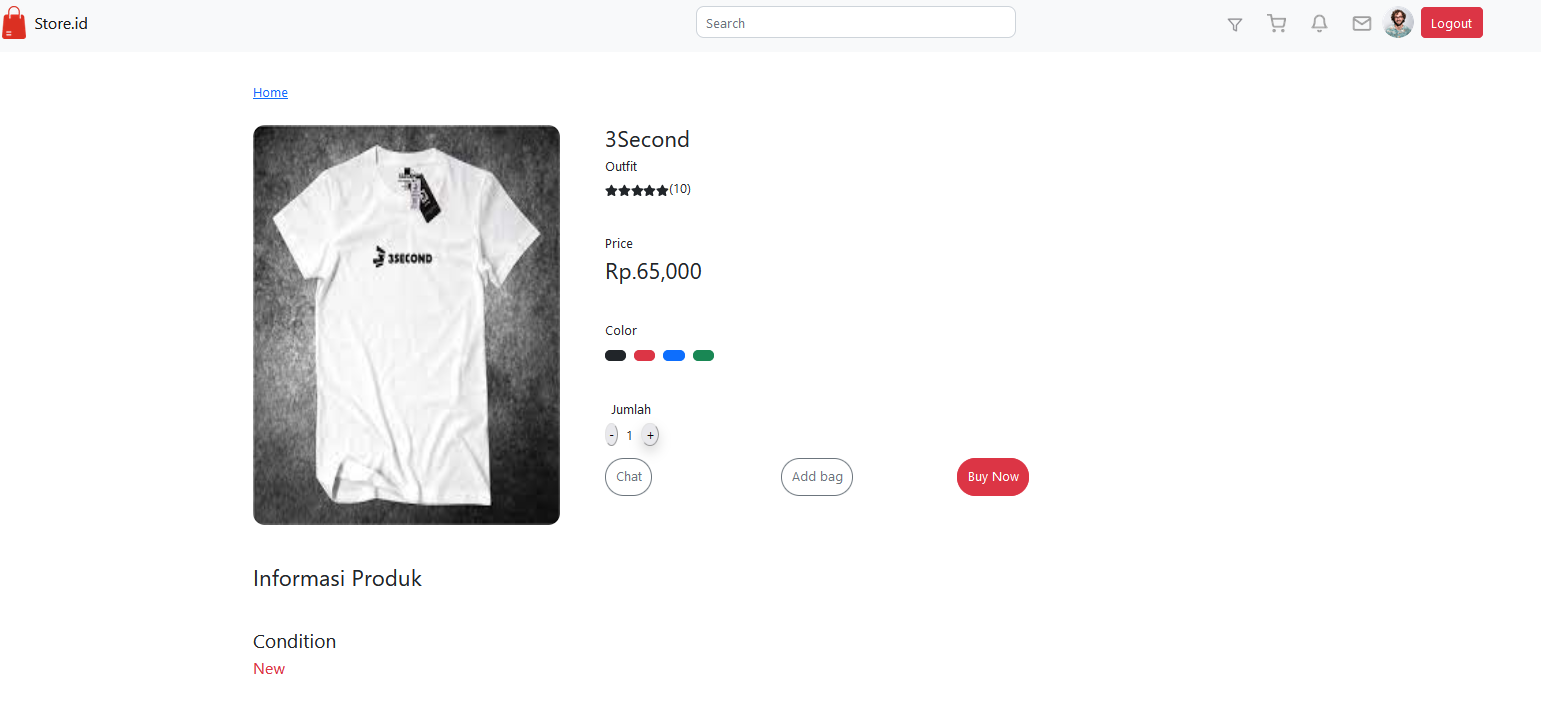 Store.id
Search
Logout
Home
3SECOND
3Second
Outfit
(10)
Price
Rp.65,000
Color
Jumlah
- 1 +
Chat
Add bag
Buy Now
Informasi Produk
Condition
New